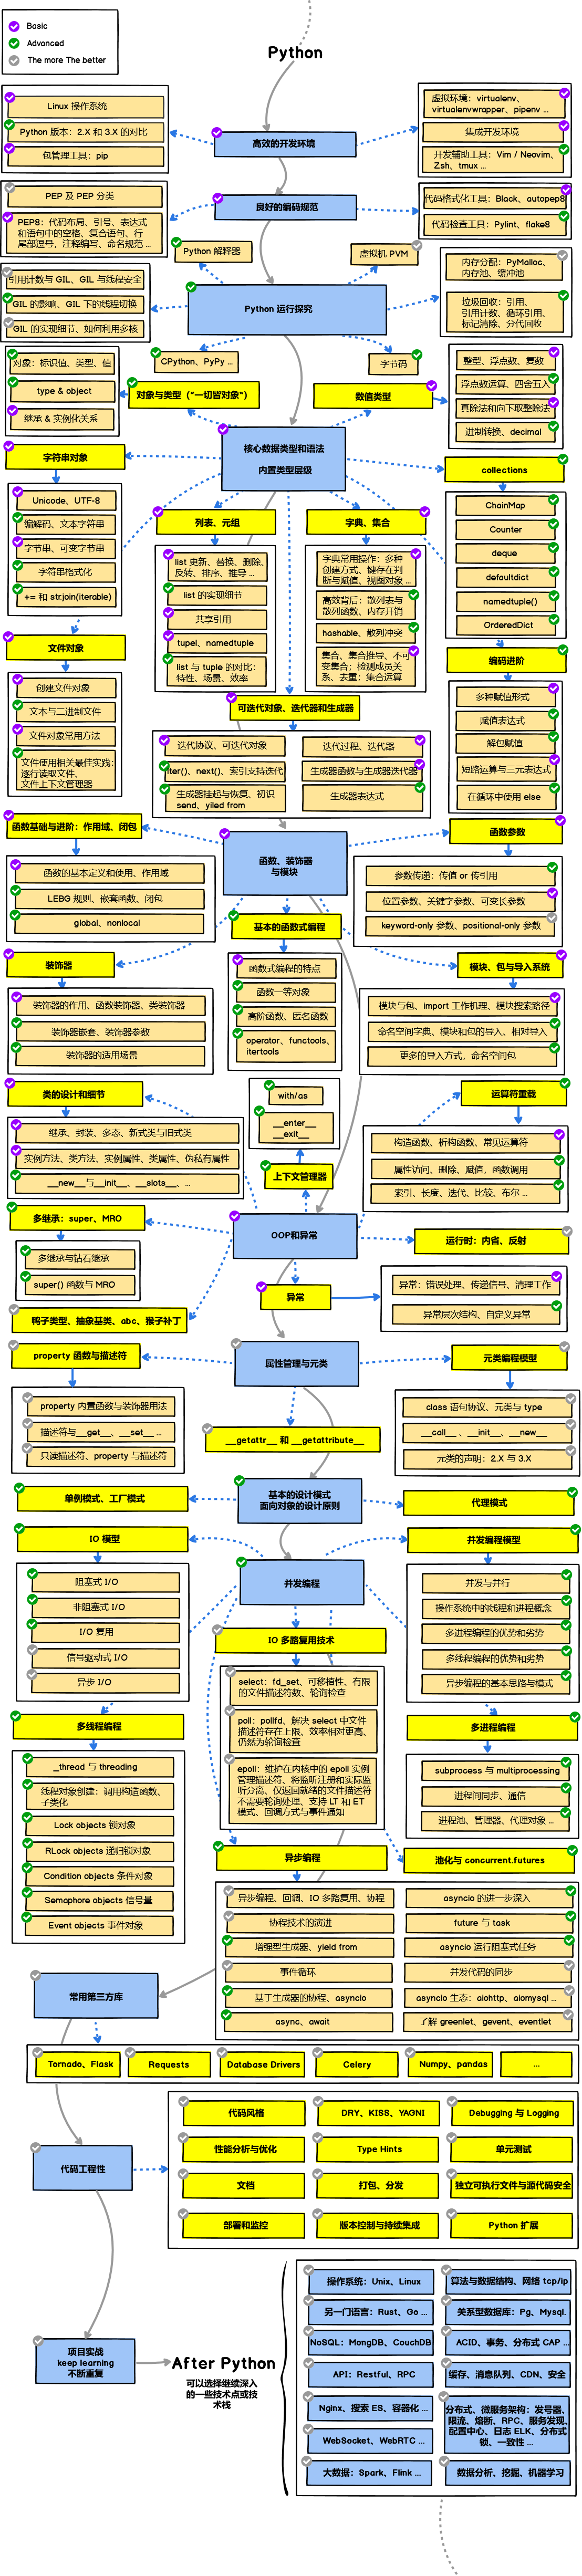 Basic
Advanced
The more The better
Python
Linux 操作系统
Python 版本：2.X 和 3.X 的对比
包管理工具：pip
高效的开发环境
虚拟环境：virtualenv、
virtualenvwrapper、pipenv ...
集成开发环境
开发辅助工具：Vim / Neovim、
Zsh、tmux ...
PEP 及 PEP 分类
PEP8：代码布局、引号、表达式
和语句中的空格、复合语句、行
尾部逗号，注释编写、命名规范 ...
良好的编码规范
代码格式化工具：Black、autopep8
代码检查工具：Pylint、flake8
Python 解释器
虚拟机 PVM
引用计数与 GIL、GIL 与线程安全
GIL 的影响、GIL 下的线程切换
GIL 的实现细节、如何利用多核
Python 运行探究
内存分配：PyMalloc、
内存池、缓冲池
垃圾回收：引用、
引用计数、循环引用、
标记清除、分代回收
CPython、PyPy ...
字节码
对象：标识值、类型、值
type & object
继承 & 实例化关系
对象与类型（“一切皆对象“）
数值类型
整型、浮点数、复数
浮点数运算、四舍五入
真除法和向下取整除法
进制转换、decimal
核心数据类型和语法
内置类型层级
字符串对象
collections
Unicode、UTF-8
编解码、文本字符串
字节串、可变字节串
字符串格式化
+= 和 str.join(iterable)
列表、元组
字典、集合
list 更新、替换、删除、
反转、排序、推导 ...
list 的实现细节
共享引用
tupel、namedtuple
list 与 tuple 的对比：
特性、场景、效率
字典常用操作：多种
创建方式、键存在判
断与赋值、视图对象 ...
高效背后：散列表与
散列函数、内存开销
hashable、散列冲突
集合、集合推导、不可
变集合；检测成员关
系、去重；集合运算
ChainMap
Counter
deque
defaultdict
namedtuple()
OrederedDict
文件对象
编码进阶
创建文件对象
文本与二进制文件
文件对象常用方法
文件使用相关最佳实践：
逐行读取文件、
文件上下文管理器
多种赋值形式
赋值表达式
解包赋值
短路运算与三元表达式
在循环中使用 else
可迭代对象、迭代器和生成器
迭代协议、可迭代对象
迭代过程、迭代器
iter()、next()、索引支持迭代
生成器函数与生成器迭代器
生成器挂起与恢复、初识
send、yiled from
生成器表达式
函数基础与进阶：作用域、闭包
函数、装饰器
与模块
函数参数
函数的基本定义和使用、作用域
LEBG 规则、嵌套函数、闭包
global、nonlocal
参数传递：传值 or 传引用
位置参数、关键字参数、可变长参数
keyword-only 参数、positional-only 参数
基本的函数式编程
装饰器
模块、包与导入系统
函数式编程的特点
函数一等对象
高阶函数、匿名函数
operator、functools、
itertools
装饰器的作用、函数装饰器、类装饰器
装饰器嵌套、装饰器参数
装饰器的适用场景
模块与包、import 工作机理、模块搜索路径
命名空间字典、模块和包的导入、相对导入
更多的导入方式，命名空间包
类的设计和细节
with/as
__enter__
__exit__
运算符重载
继承、封装、多态、新式类与旧式类
实例方法、类方法、实例属性、类属性、伪私有属性
__new__与__init__、__slots__、...
上下文管理器
构造函数、析构函数、常见运算符
属性访问、删除、赋值，函数调用
索引、长度、迭代、比较、布尔 ...
多继承：super、MRO
OOP和异常
运行时：内省、反射
多继承与钻石继承
super() 函数与 MRO
异常
异常：错误处理、传递信号、清理工作
异常层次结构、自定义异常
鸭子类型，抽象基类、abc、猴子补丁
property 函数与描述符
属性管理与元类
元类编程模型
property 内置函数与装饰器用法
描述符与__get__、__set__ ...
只读描述符、property 与描述符
class 语句协议、元类与 type
__call__、__init__、__new__
元类的声明：2.X 与 3.X
__getattr__ 和 __getattribute__
单例模式、工厂模式
基本的设计模式
面向对象的设计原则
代理模式
IO 模型
并发编程模型
阻塞式 I/O
非阻塞式 I/O
I/O 复用
信号驱动式 I/O
异步 I/O
并发编程
并发与并行
操作系统中的线程和进程概念
多进程编程的优势和劣势
多线程编程的优势和劣势
异步编程的基本思路与模式
IO 多路复用技术
select：fd_set、可移植性、有限
的文件描述符数、轮询检查
poll：pollfd、解决 select 中文件
描述符存在上限、效率相对更高、
仍然为轮询检查
epoll：维护在内核中的 epoll 实例
管理描述符，将监听注册和实际监
听分离、仅返回就绪的文件描述符
不需要轮询处理、支持 LT 和 ET
模式、回调方式与事件通知
多线程编程
多进程编程
_thread 与 threading
线程对象创建：调用构造函数、
子类化
Lock objects 锁对象
RLock objects 递归锁对象
Condition objects 条件对象
Semaphore objects 信号量
Event objects 事件对象
subprocess 与 multiprocessing
进程间同步、通信
进程池、管理器、代理对象 ...
异步编程
池化与 concurrent.futures
异步编程、回调、IO 多路复用、协程
asyncio 的进一步深入
协程技术的演进
future 与 task
增强型生成器、yield from
asyncio 运行阻塞式任务
事件循环
并发代码的同步
基于生成器的协程、asyncio
asyncio 生态：aiohttp、aiomysql ...
async、await
了解 greenlet、gevent、eventlet
常用第三方库
Tornado、Flask
Requests
Database Drivers
Celery
Numpy、pandas
...
代码工程性
代码风格
DRY、KISS、YAGNI
Debugging 与 Logging
性能分析与优化
Type Hints
单元测试
文档
打包、分发
独立可执行文件与源代码安全
部署和监控
版本控制与持续集成
Python 扩展
项目实战
keep learning
不断重复
After Python
可以选择继续深入
的一些技术点或技
术栈
操作系统：Unix、Linux
算法与数据结构、网络 tcp/ip
另一门语言：Rust、Go ...
关系型数据库：Pg、Mysql.
NoSQL：MongDB、CouchDB
ACID、事务、分布式 CAP ...
API：Restful、RPC
缓存、消息队列、CDN、安全
Nginx、搜索 ES、容器化 ...
分布式、微服务架构：发号器、
限流、熔断、RPC、服务发现、
配置中心、日志 ELK、分布式
锁、一致性 ...
WebSocket、WebRTC ...
大数据：Spark、Flink ...
数据分析、挖掘、机器学习